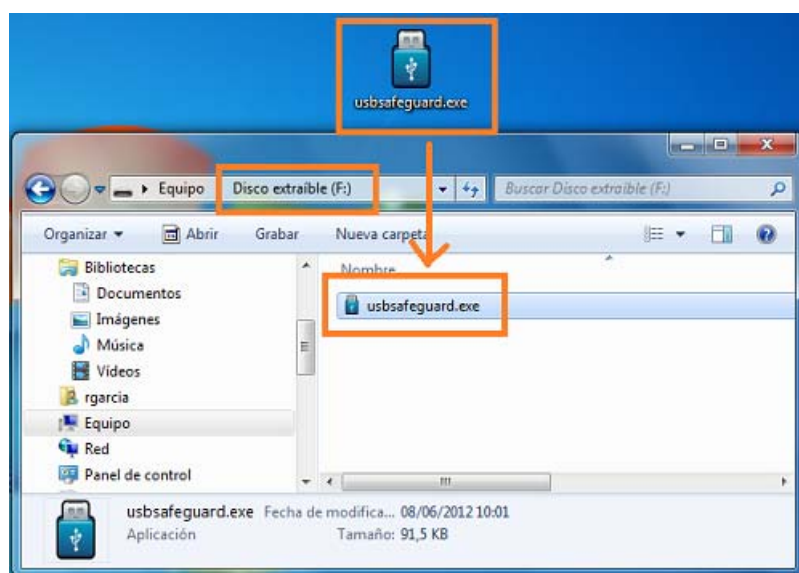 usbsafeguard.exe
Equipo Disco extraíble (F:) Buscar Disco extraíble (F:)
Organizar Abrir Grabar Nueva carpeta
Bibliotecas
Nombre
Documentos
usbsafeguard.exe
Imágenes
Música
Vídeos
rgarcia
Equipo
Red
Panel de control
usbsafeguard.exe Fecha de modifica... 08/06/2012 10:01
Aplicación Tamaño: 91,5 KB